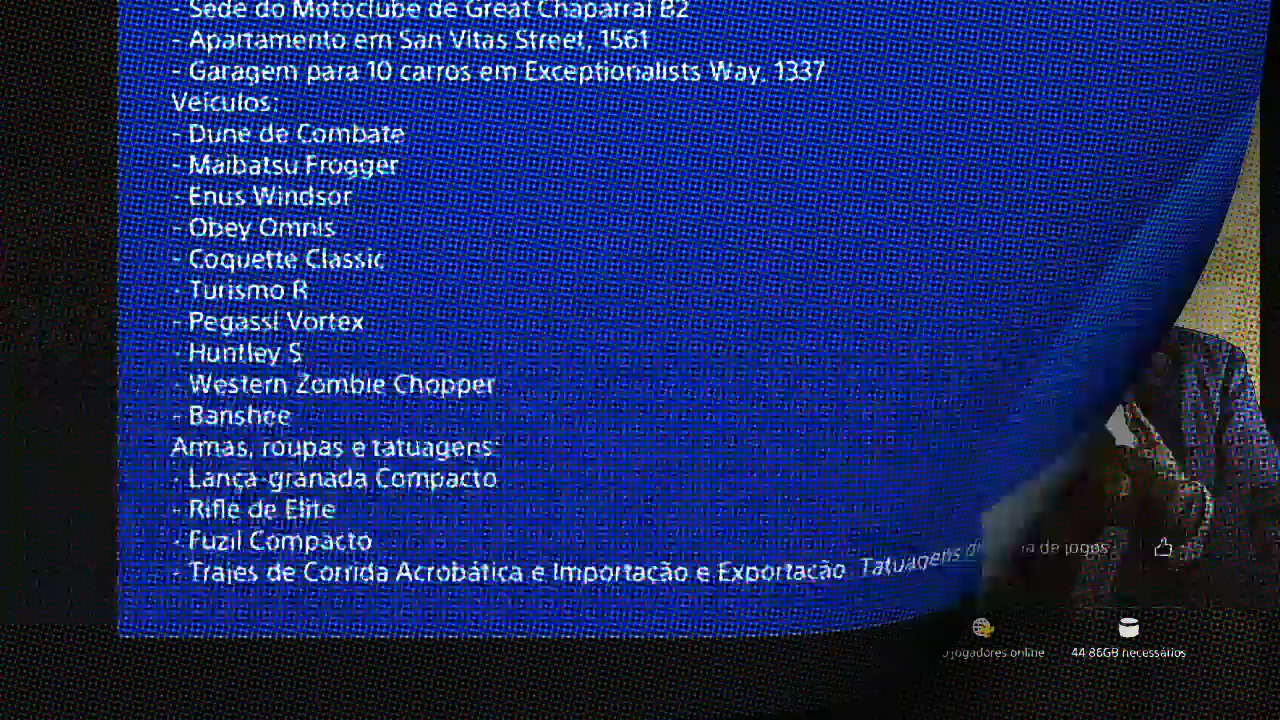 - Sede do Motoclube de Great Chaparral B2
- Apartamento em San Vitas Street, 1561
- Garagem para 10 carros em Exceptionalists Way, 1337
Veículos:
- Dune de Combate
- Maibatsu Frogger
- Enus Windsor
- Obey Omnis
- Coquette Classic
- Turismo R
- Pegassi Vortex
- Huntley S
- Western Zombie Chopper
- Banshee
Armas, roupas e tatuagens:
- Lança-granada Compacto
- Rifle de Elite
- Fuzil Compacto
- Trajes de Corrida Acrobática e Importação e Exportação Tatuagens
de jogos
jogadores online
44.86GB necessários